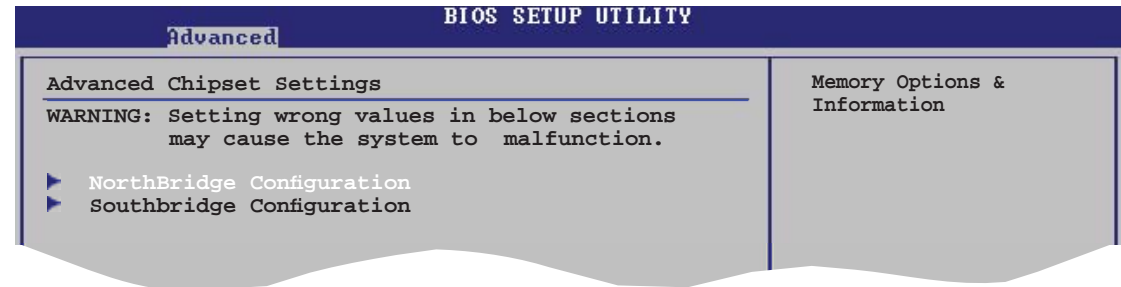 BIOS SETUP UTILITY
Advanced
Advanced Chipset Settings
WARNING: Setting wrong values in below sections
may cause the system to malfunction.
NorthBridge Configuration
Southbridge Configuration
Memory Options &
Information